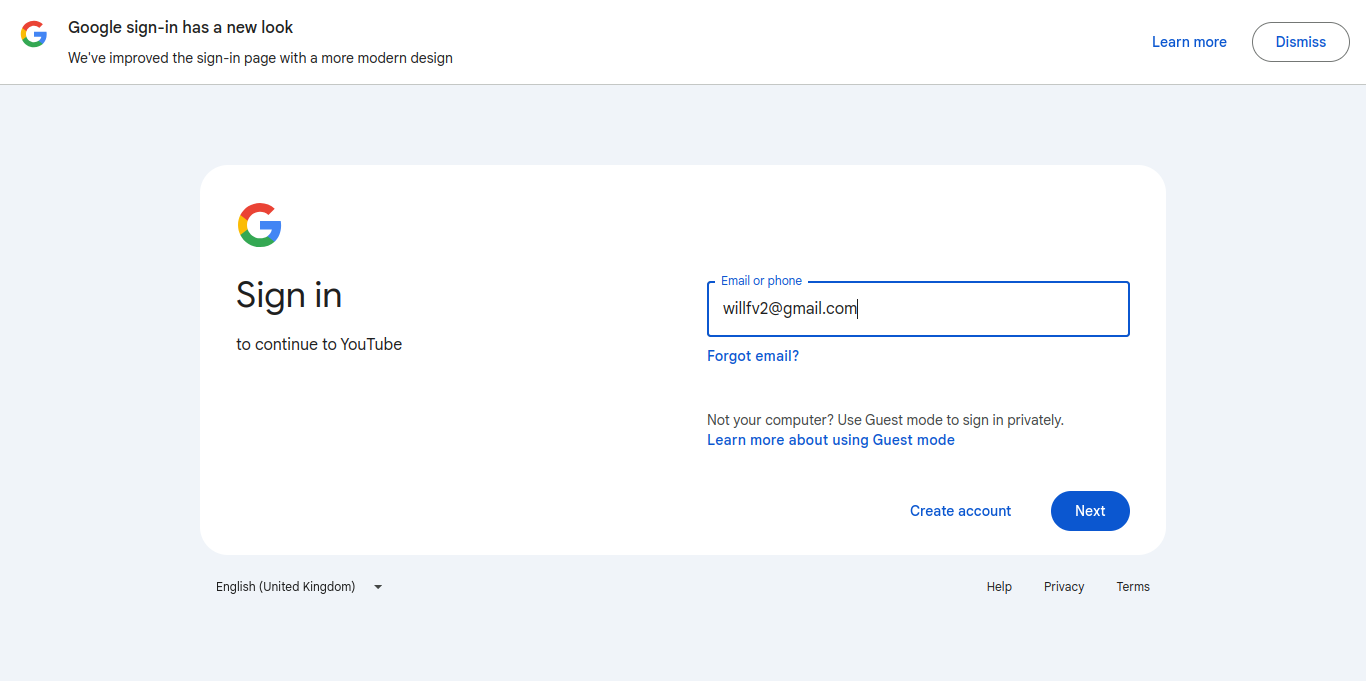 Google sign-in has a new look
We've improved the sign-in page with a more modern design
Learn more
Dismiss
Sign in
to continue to YouTube
Email or phone
willfv2@gmail.com
Forgot email?
Not your computer? Use Guest mode to sign in privately.
Learn more about using Guest mode
Create account
Next
English (United Kingdom)
Help
Privacy
Terms